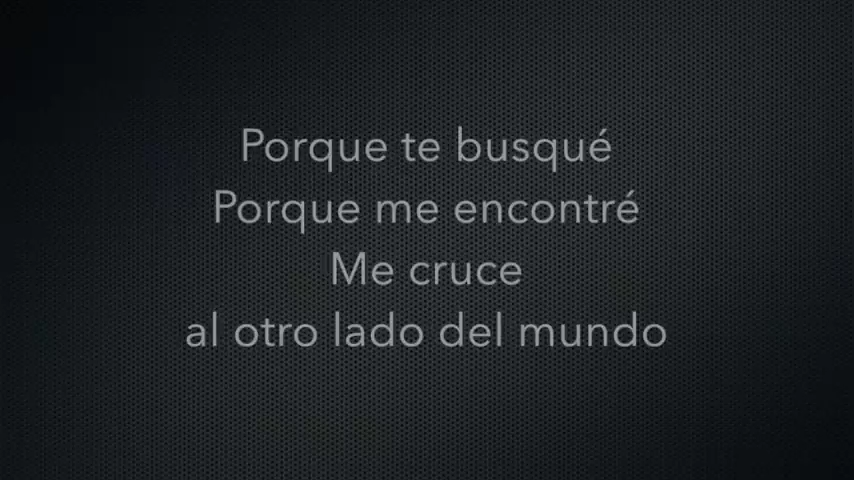 Porque te busqué
Porque me encontré
Me cruce
al otro lado del mundo